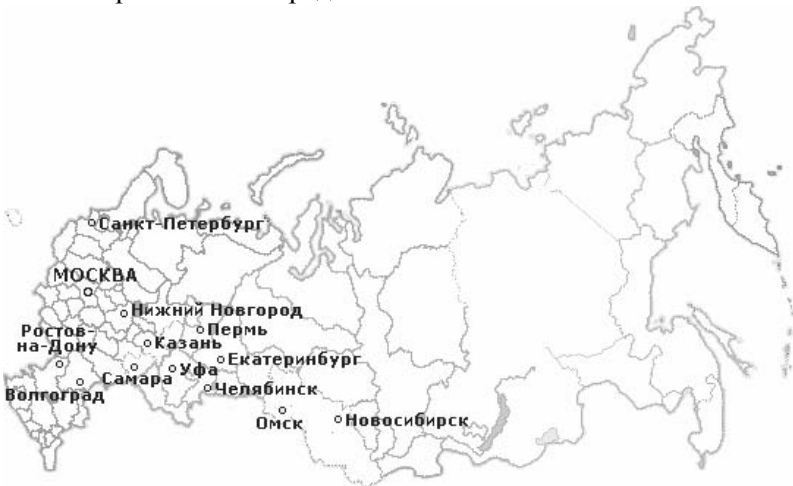 Санкт-Петербург
МОСКВА
Нижний Новгород
Ростов-
на-Дону
Пермь
Казань
Екатеринбург
Самара
Уфа
Челябинск
Волгоград
Омск
Новосибирск